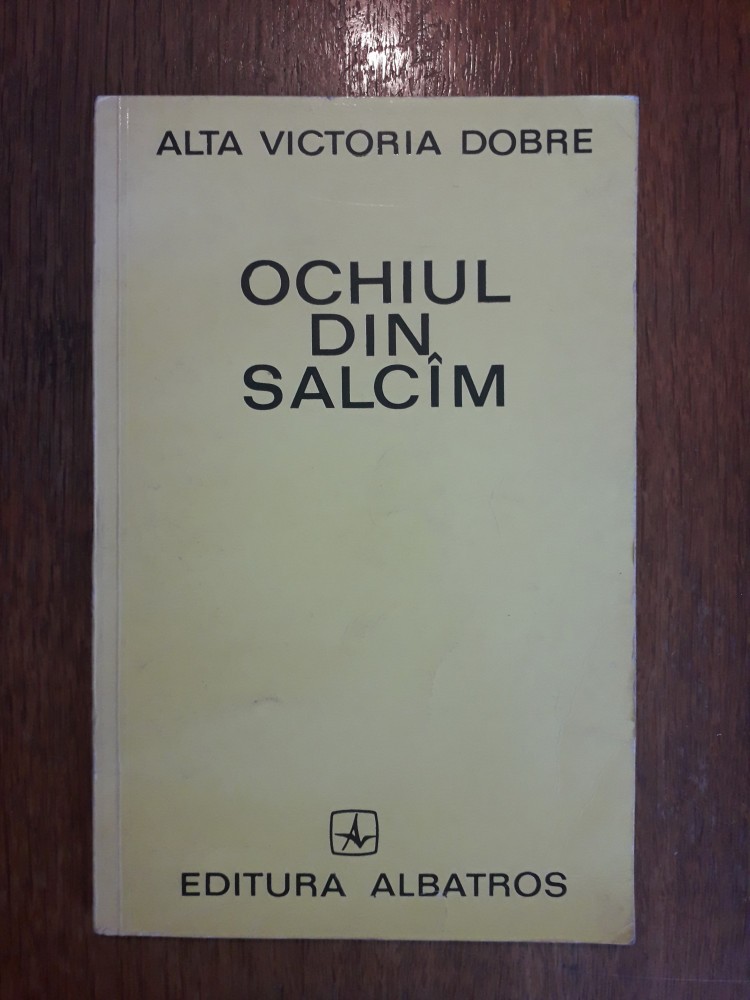 ALTA VICTORIA DOBRE
OCHIUL
DIN
SALCÎM
EDITURA ALBATROS